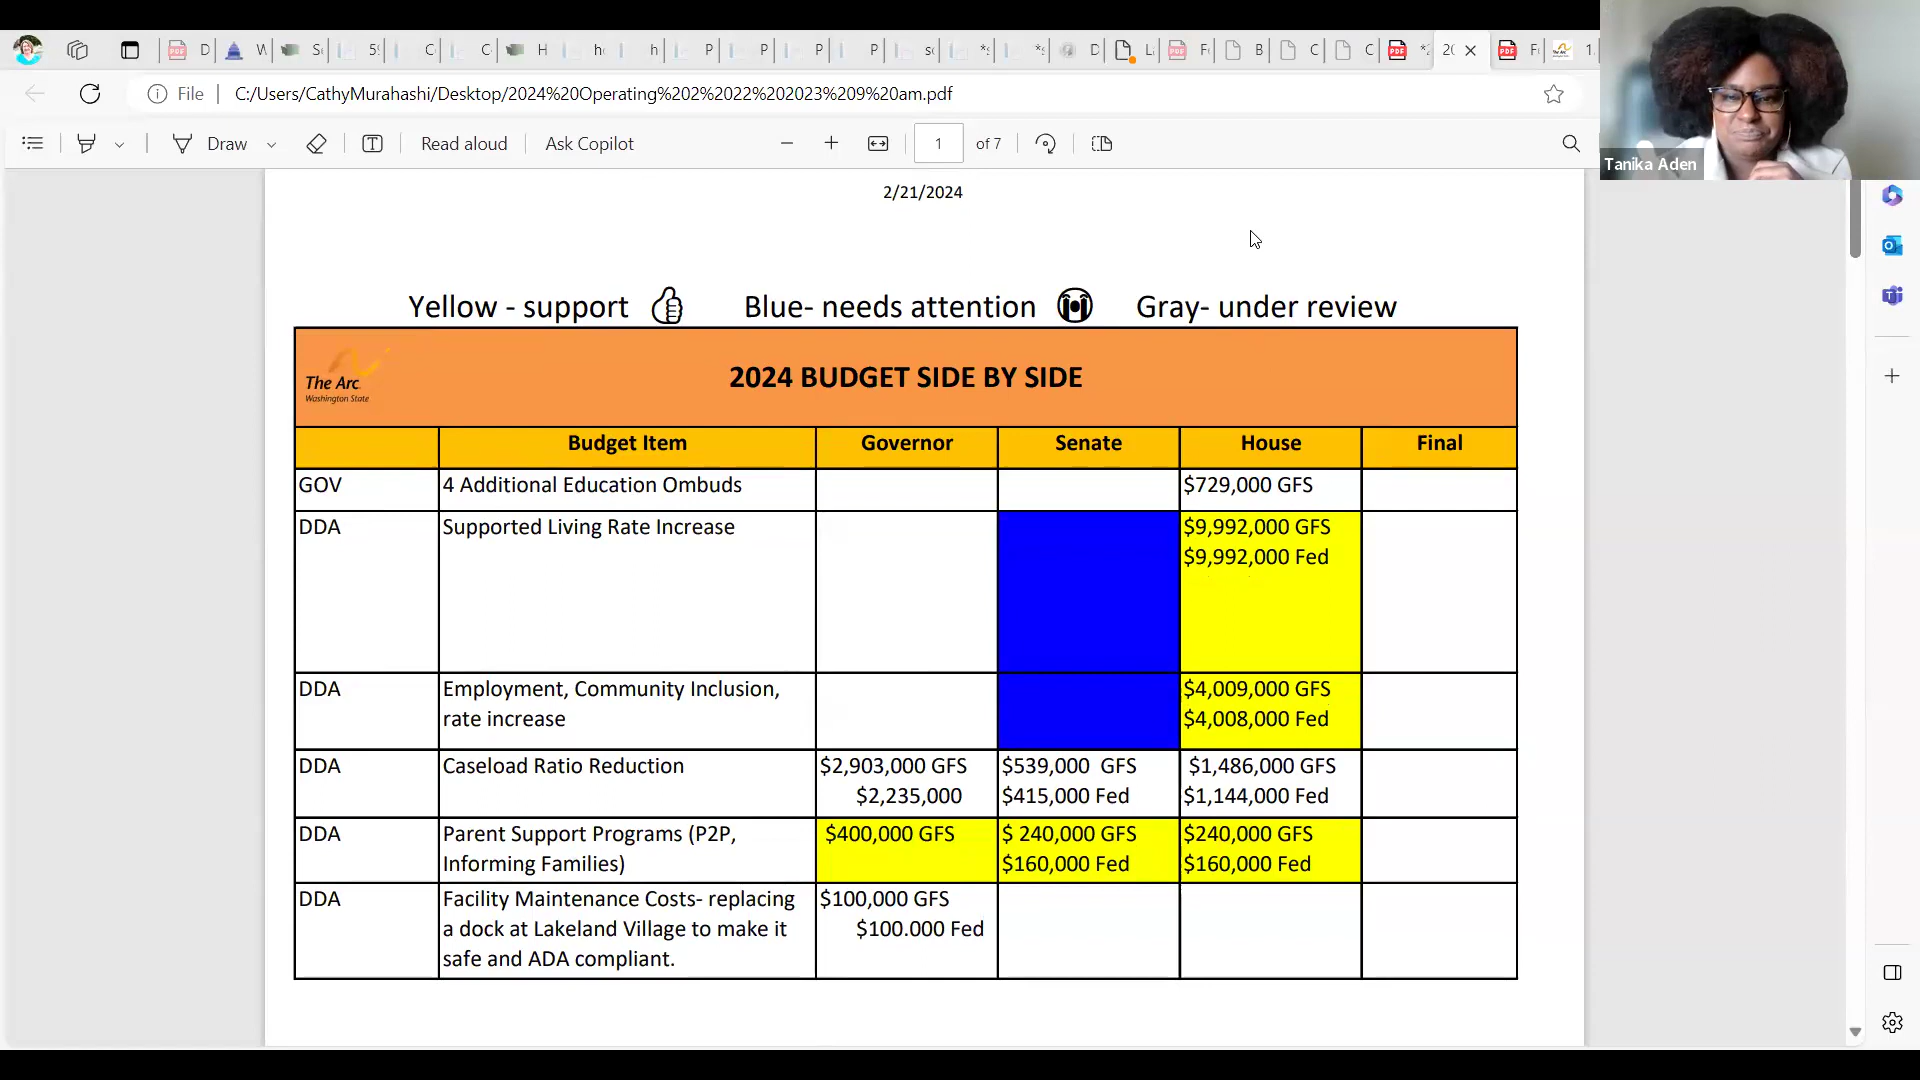 D
W
S
5
C
C
H
h
h
P
P
P
P
s
*s
*s
D
L
F
B
C
C
*2
20
F
1
File
C:/Users/CathyMurahashi/Desktop/2024%20Operating%202%2022%202023%209%20am.pdf
Draw
T
Read aloud
Ask Copilot
1
of 7
Tanika Aden
2/21/2024
Yellow - support Blue- needs attention Gray- under review
The Arc
Washington State
2024 BUDGET SIDE BY SIDE
Budget Item Governor Senate House Final
GOV 4 Additional Education Ombuds $729,000 GFS
DDA Supported Living Rate Increase $9,992,000 GFS
$9,992,000 Fed
DDA Employment, Community Inclusion, $4,009,000 GFS
rate increase $4,008,000 Fed
DDA Caseload Ratio Reduction $2,903,000 GFS $539,000 GFS $1,486,000 GFS
$2,235,000 $415,000 Fed $1,144,000 Fed
DDA Parent Support Programs (P2P, $400,000 GFS $ 240,000 GFS $240,000 GFS
Informing Families) $160,000 Fed $160,000 Fed
DDA Facility Maintenance Costs- replacing $100,000 GFS
a dock at Lakeland Village to make it $100.000 Fed
safe and ADA compliant.